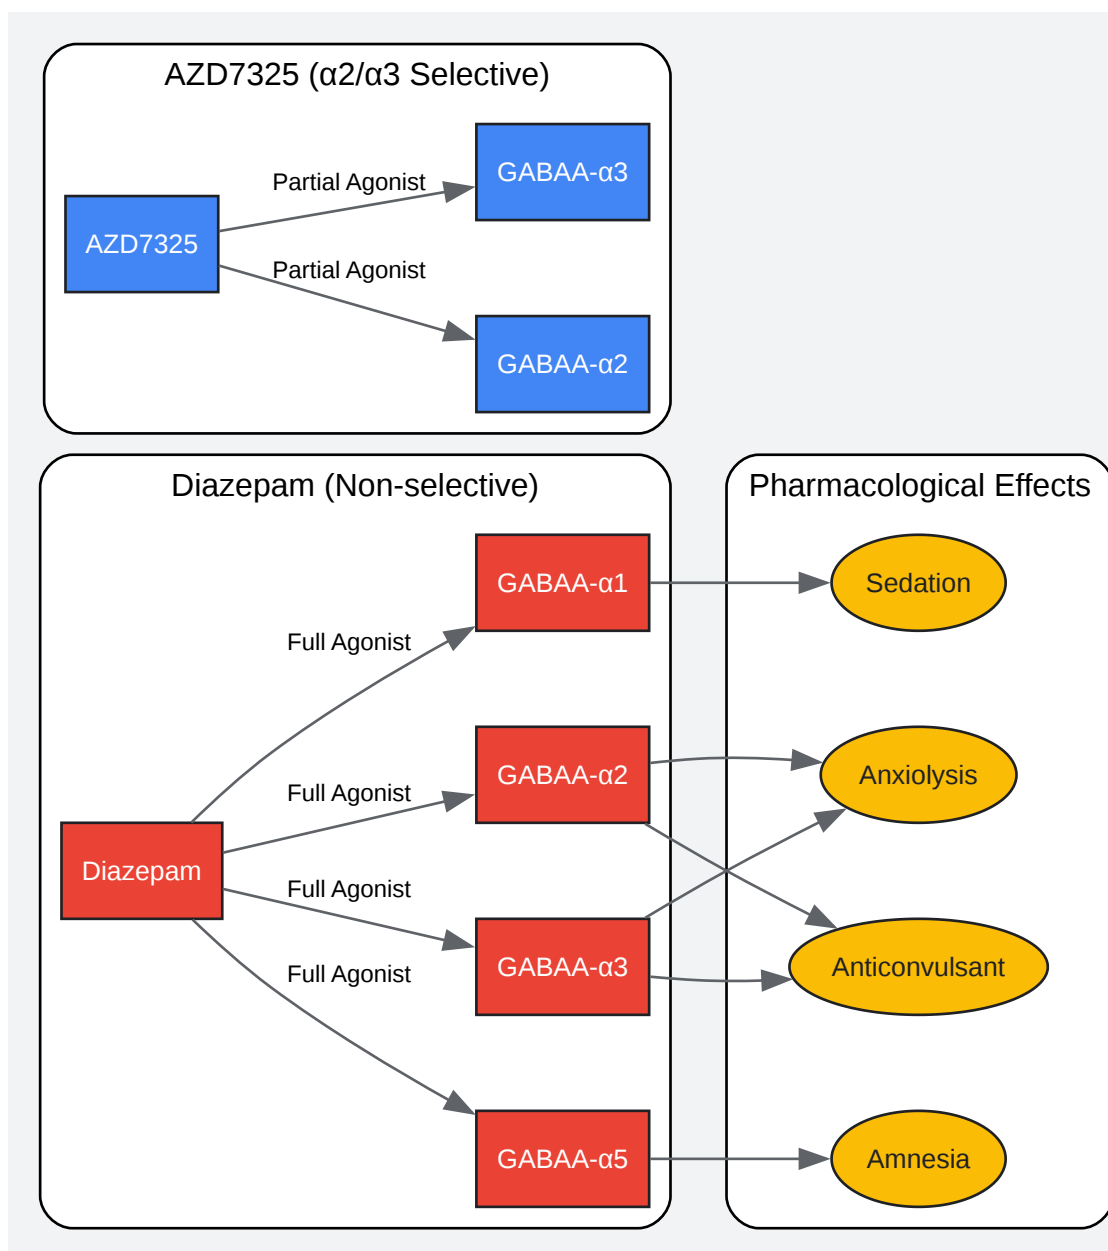 AZD7325 (α2/α3 Selective)
GABAA-α3
Partial Agonist
AZD7325
Partial Agonist
GABAA-α2
Diazepam (Non-selective)
Pharmacological Effects
GABAA-α1
Sedation
Full Agonist
GABAA-α2
Anxiolysis
Full Agonist
Diazepam
Full Agonist
GABAA-α3
Anticonvulsant
Full Agonist
GABAA-α5
Amnesia